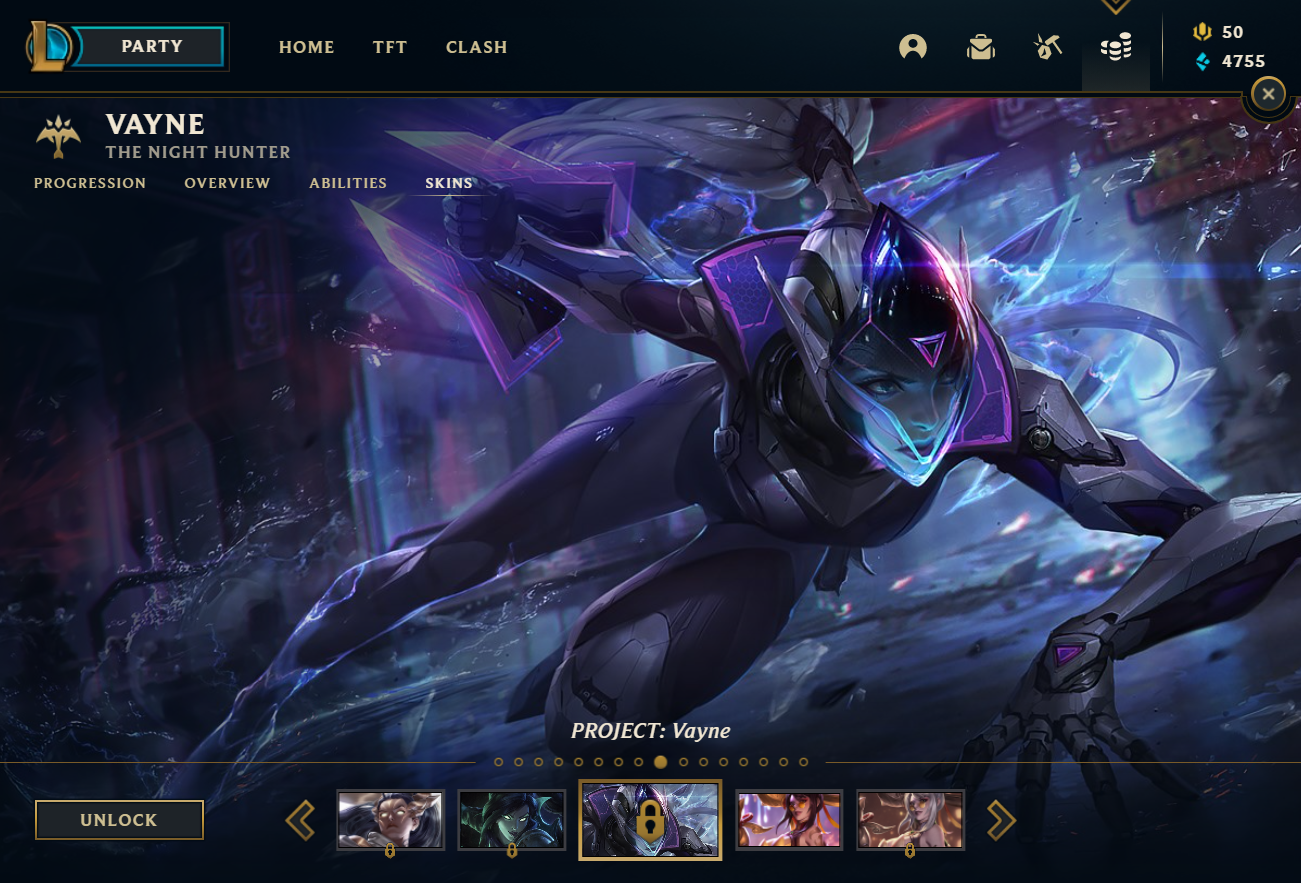 PARTY
HOME
TFT
CLASH
50
4755
VAYNE
THE NIGHT HUNTER
PROGRESSION
OVERVIEW
ABILITIES
SKINS
PROJECT: Vayne
UNLOCK